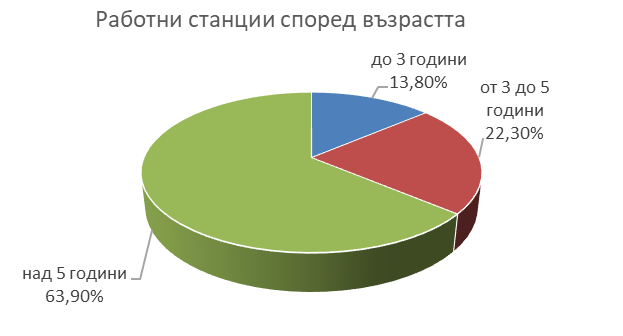 Работни станции според възрастта
до 3 години
13,80%
от 3 до 5
години
22,30%
над 5 години
63,90%